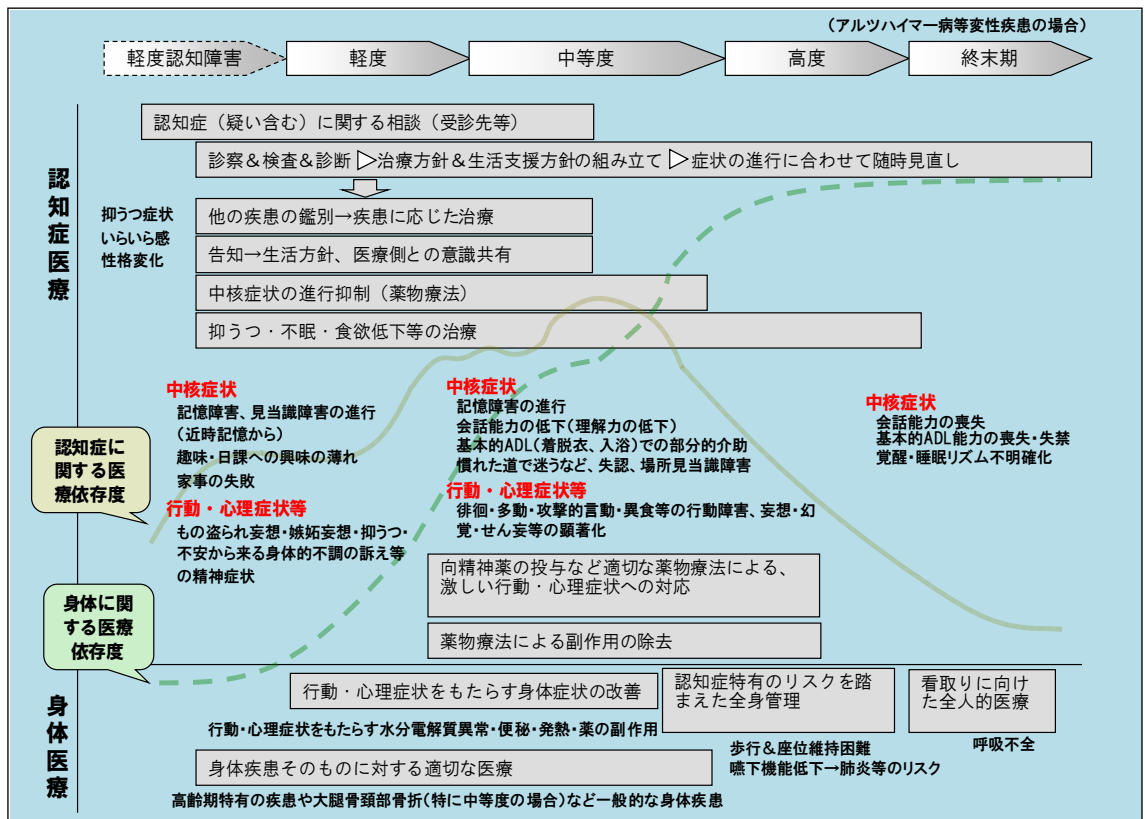 （アルツハイマー病等変性疾患の場合）
軽度認知障害
軽度
中等度
高度
終末期
認知症医療
認知症（疑い含む）に関する相談（受診先等）
診察＆検査＆診断 ▷治療方針＆生活支援方針の組み立て ▷症状の進行に合わせて随時見直し
抑うつ症状
いらいら感
性格変化
他の疾患の鑑別→疾患に応じた治療
告知→生活方針、医療側との意識共有
中核症状の進行抑制（薬物療法）
抑うつ・不眠・食欲低下等の治療
中核症状
記憶障害、見当識障害の進行
（近時記憶から）
趣味・日課への興味の薄れ
家事の失敗
行動・心理症状等
もの盗られ妄想・嫉妬妄想・抑うつ・
不安から来る身体的不調の訴え等
の精神症状
中核症状
記憶障害の進行
会話能力の低下（理解力の低下）
基本的ADL（着脱衣、入浴）での部分的介助
慣れた道で迷うなど、失認、場所見当識障害
行動・心理症状等
徘徊・多動・攻撃的言動・異食等の行動障害、妄想・幻
覚・せん妄等の顕著化
中核症状
会話能力の喪失
基本的ADL能力の喪失・失禁
覚醒・睡眠リズム不明確化
認知症に
関する医
療依存度
向精神薬の投与など適切な薬物療法による、
激しい行動・心理症状への対応
薬物療法による副作用の除去
身体に関
する医療
依存度
身体医療
行動・心理症状をもたらす身体症状の改善
行動・心理症状をもたらす水分電解質異常・便秘・発熱・薬の副作用
認知症特有のリスクを踏
まえた全身管理
歩行＆座位維持困難
嚥下機能低下→肺炎等のリスク
看取りに向け
た全人的医療
呼吸不全
身体疾患そのものに対する適切な医療
高齢期特有の疾患や大腿骨頚部骨折（特に中等度の場合）など一般的な身体疾患